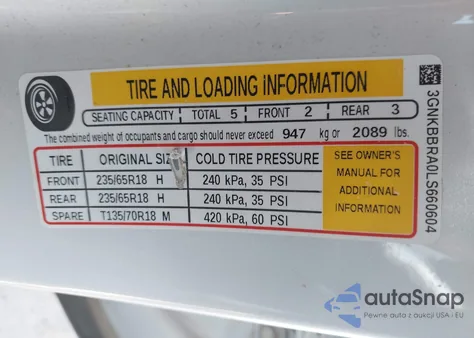 TIRE AND LOADING INFORMATION
SEATING CAPACITY TOTAL 5 FRONT 2 REAR 3
The combined weight of occupants and cargo should never exceed 947 kg or 2089 lbs.
TIRE ORIGINAL SIZ COLD TIRE PRESSURE
FRONT 235/65R18 H 240 kPa, 35 PSI
REAR 235/65R18 H 240 kPa, 35 PSI
SPARE T135/70R18 M 420 kPa, 60 PSI
SEE OWNER'S
MANUAL FOR
ADDITIONAL
INFORMATION
3GNKBBRA0LS660604
autaSnap
Pewne auta z aukcji USA i EU